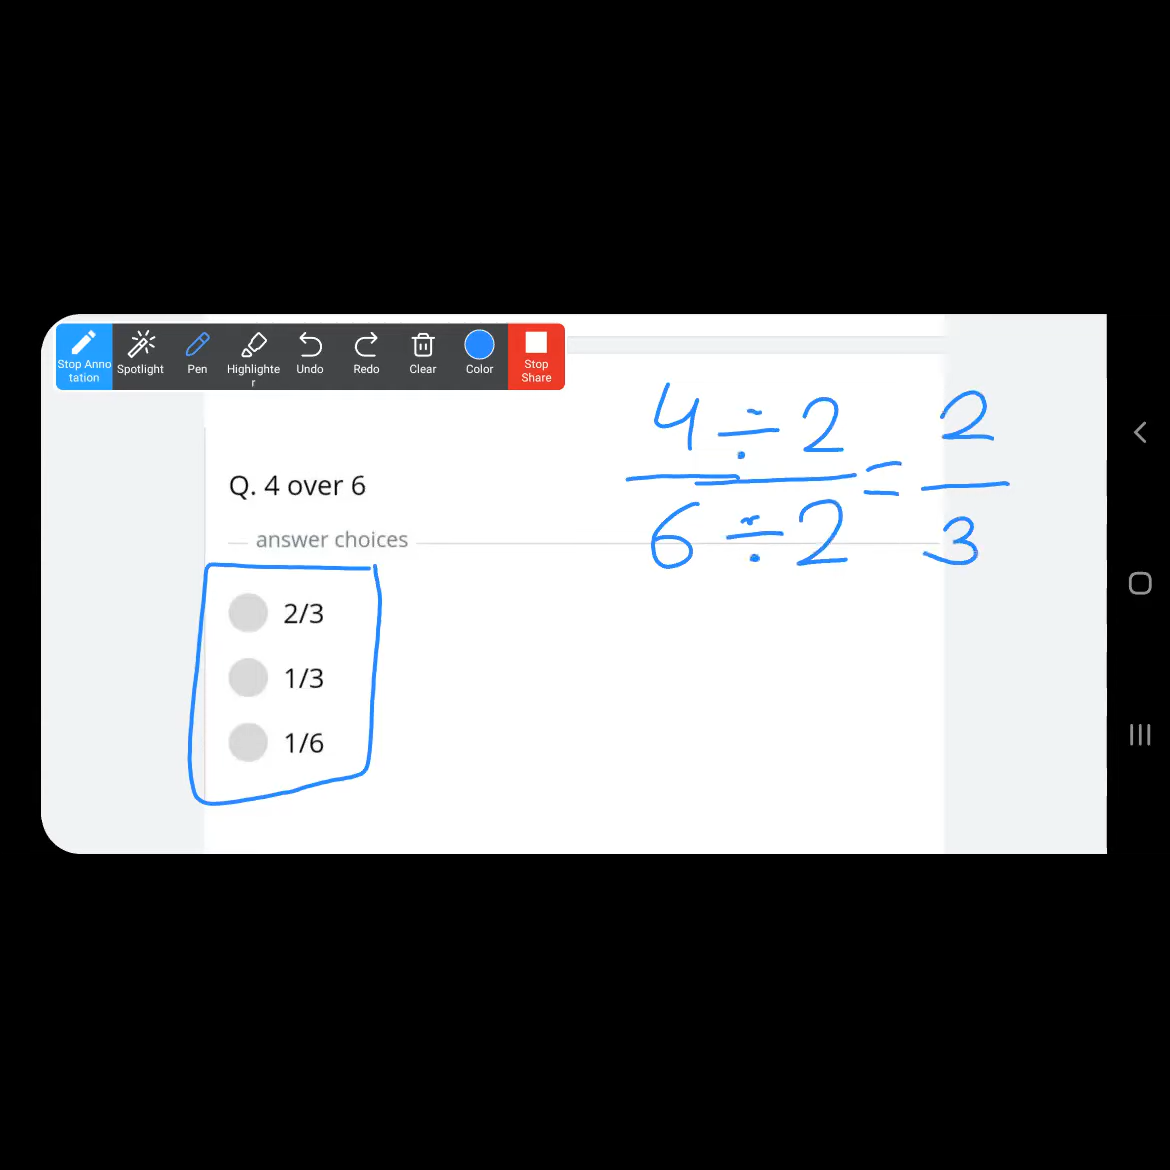 Stop Anno
tation
Spotlight
Pen
Highlighte
r
Undo
Redo
Clear
Color
Stop
Share
4 ÷ 2 2
=
6 ÷ 2 3
Q. 4 over 6
answer choices
2/3
1/3
1/6